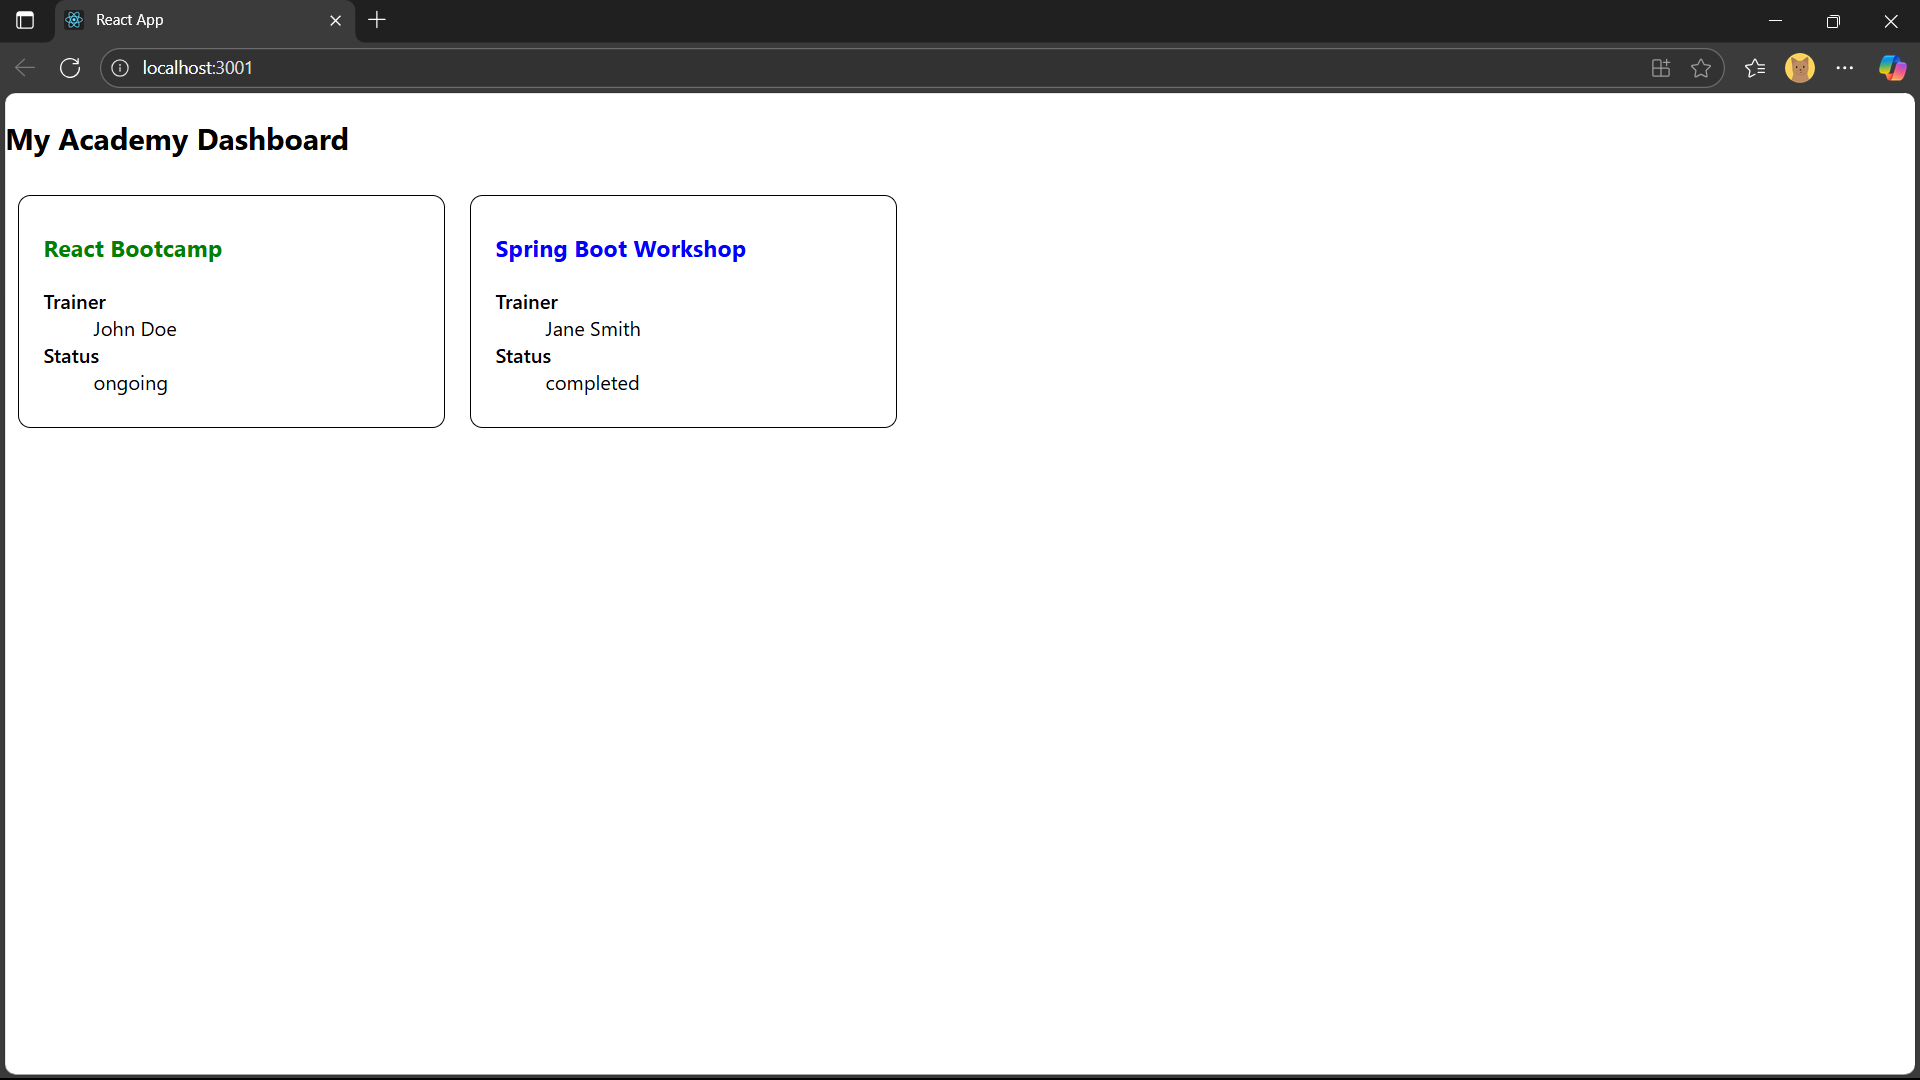 React App
localhost:3001
My Academy Dashboard
React Bootcamp
Trainer
John Doe
Status
ongoing
Spring Boot Workshop
Trainer
Jane Smith
Status
completed